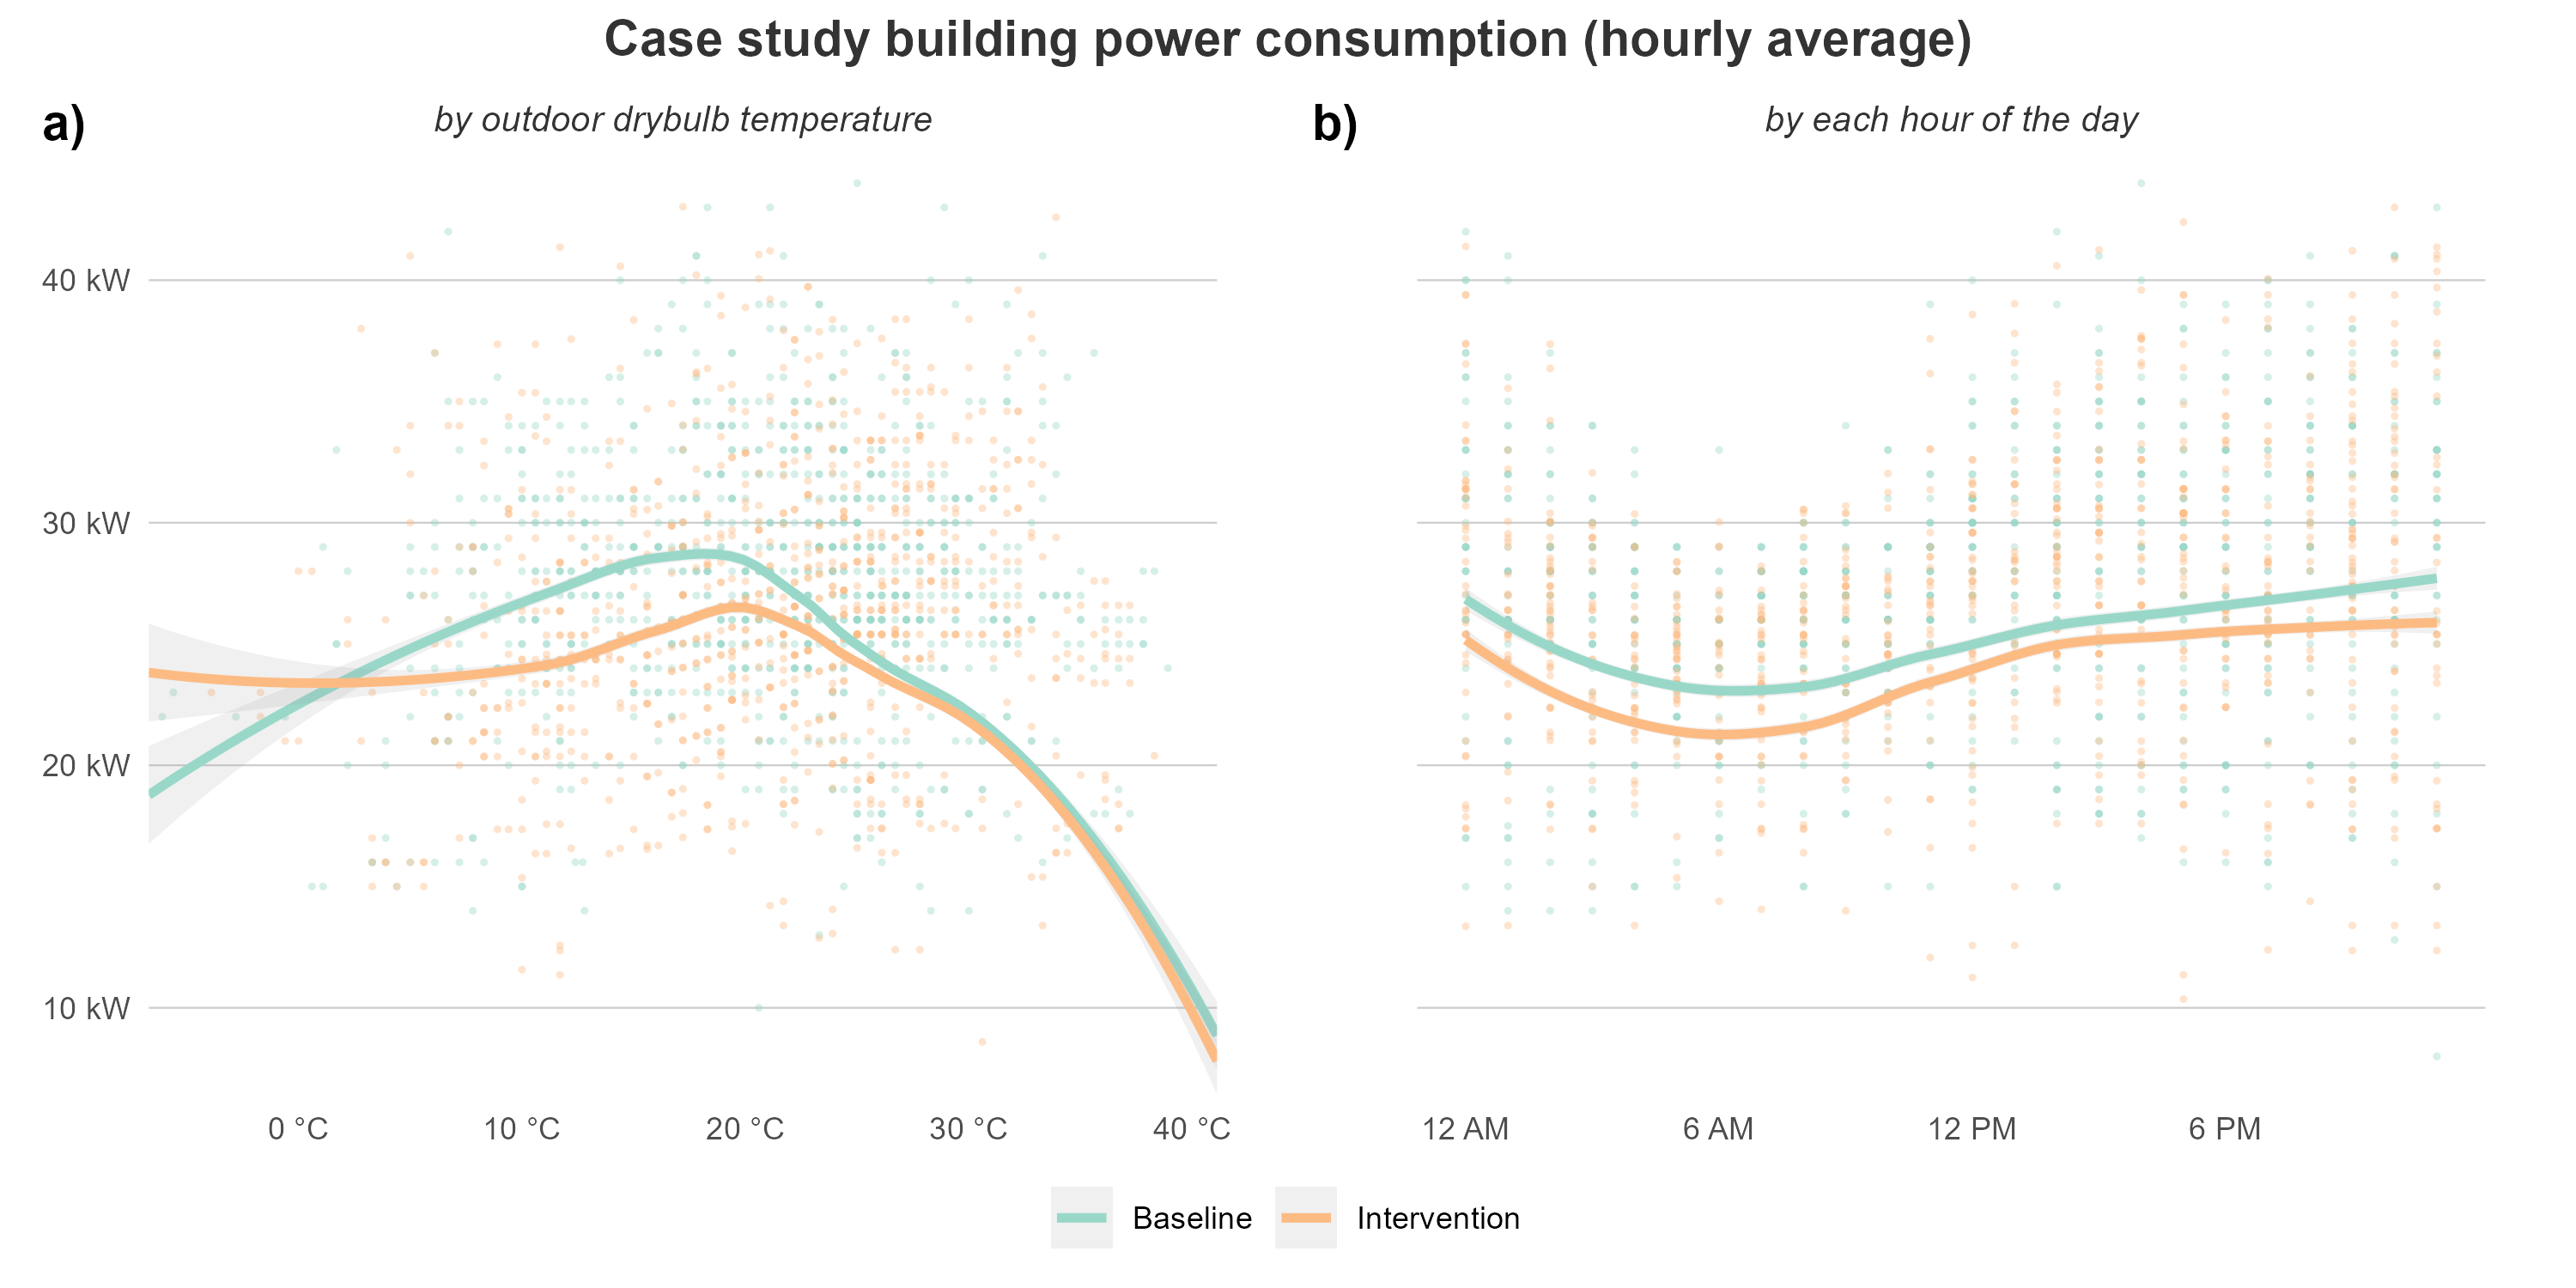 Case study building power consumption (hourly average)
a)
by outdoor drybulb temperature
b)
by each hour of the day
40 kW
30 kW
20 kW
10 kW
0 °C 10 °C 20 °C 30 °C 40 °C
12 AM 6 AM 12 PM 6 PM
Baseline Intervention